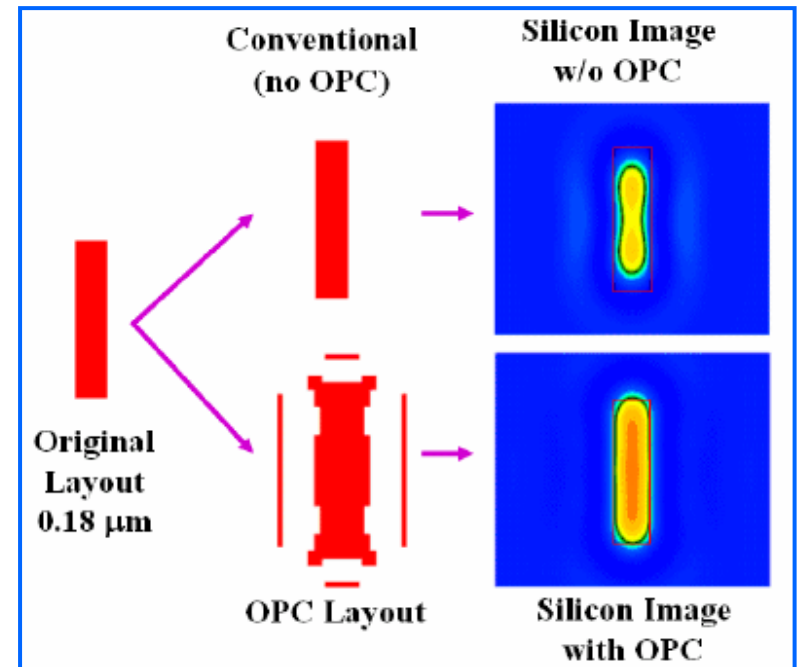 Conventional
(no OPC)
Silicon Image
w/o OPC
Original
Layout
0.18 μm
OPC Layout
Silicon Image
with OPC